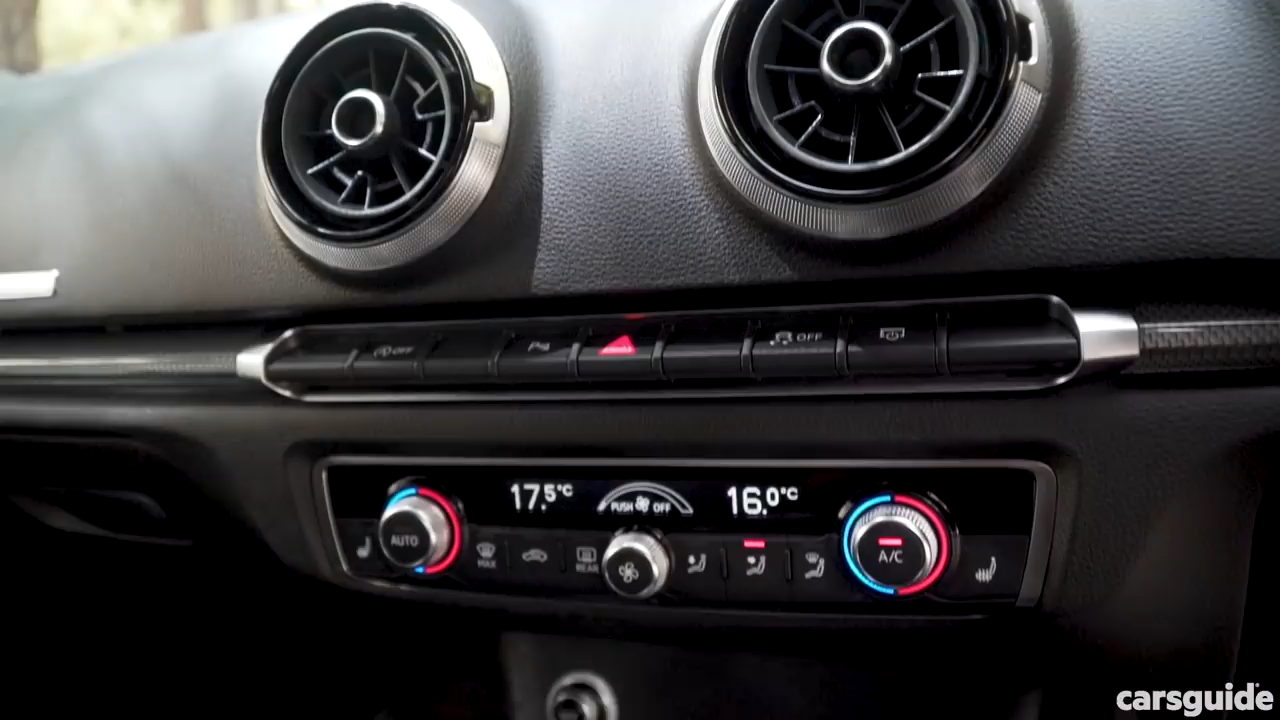 OFF
OFF
17.5°C
PUSH OFF
16.0°C
AUTO
MAX
REAR
A/C
carsguide